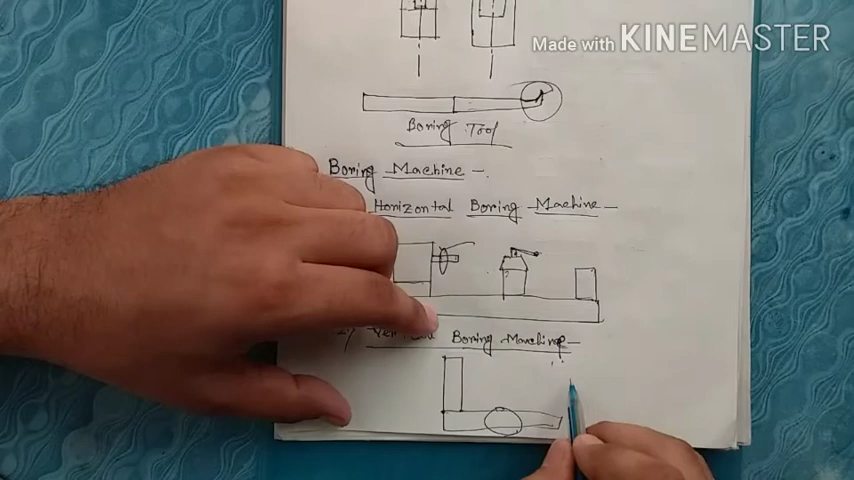 Made with KINEMASTER
Boring Tool
Boring Machine -
Horizontal Boring Machine -
Boring Machine -